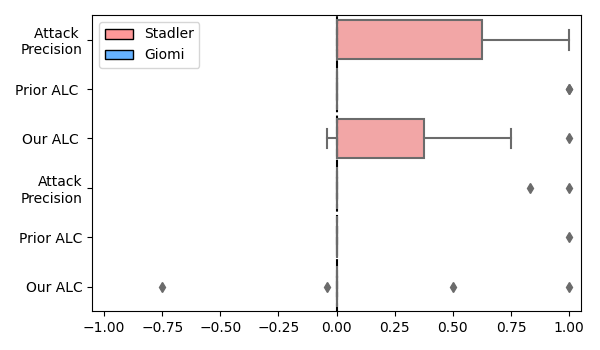 Stadler
Giomi
Attack
Precision
Prior ALC
Our ALC
Attack
Precision
Prior ALC
Our ALC
−1.00 −0.75 −0.50 −0.25 0.00 0.25 0.50 0.75 1.00